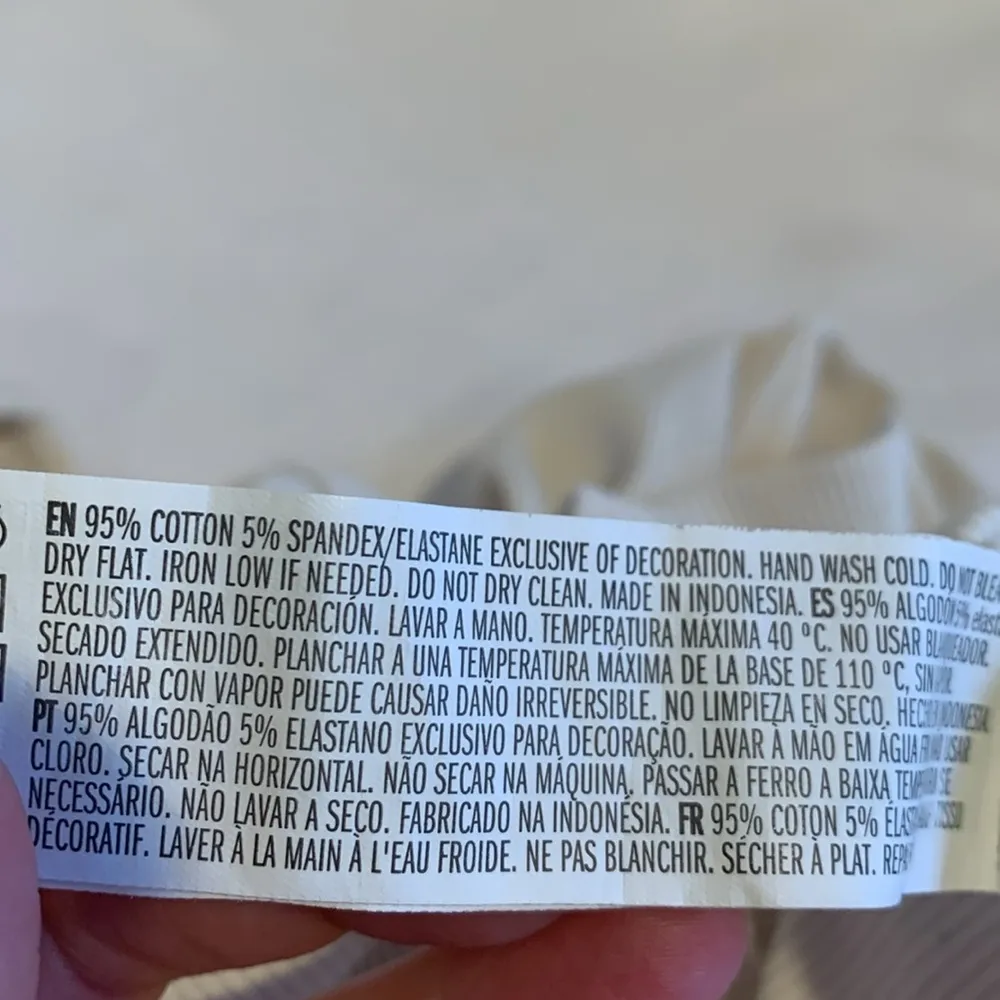 EN 95% COTTON 5% SPANDEX/ELASTANE EXCLUSIVE OF DECORATION. HAND WASH COLD. DO NOT
DRY FLAT. IRON LOW IF NEEDED. DO NOT DRY CLEAN. MADE IN INDONESIA. ES 95% ALGODÓN 5%
EXCLUSIVO PARA DECORACIÓN. LAVAR A MANO. TEMPERATURA MÁXIMA 40 °C. NO USAR
SECADO EXTENDIDO. PLANCHAR A UNA TEMPERATURA MÁXIMA DE LA BASE DE 110 °C, SIN
PLANCHAR CON VAPOR PUEDE CAUSAR DAÑO IRREVERSIBLE. NO LIMPIEZA EN SECO.
PT 95% ALGODÃO 5% ELASTANO EXCLUSIVO PARA DECORAÇÃO. LAVAR À MÃO EM ÁGUA USAR
CLORO. SECAR NA HORIZONTAL. NÃO SECAR NA MÁQUINA. PASSAR A FERRO A BAIXA SE
NECESSÁRIO. NÃO LAVAR A SECO. FABRICADO NA INDONÉSIA. FR 95% COTON 5%
DÉCORATIF. LAVER À LA MAIN À L'EAU FROIDE. NE PAS BLANCHIR. SÉCHER À PLAT.